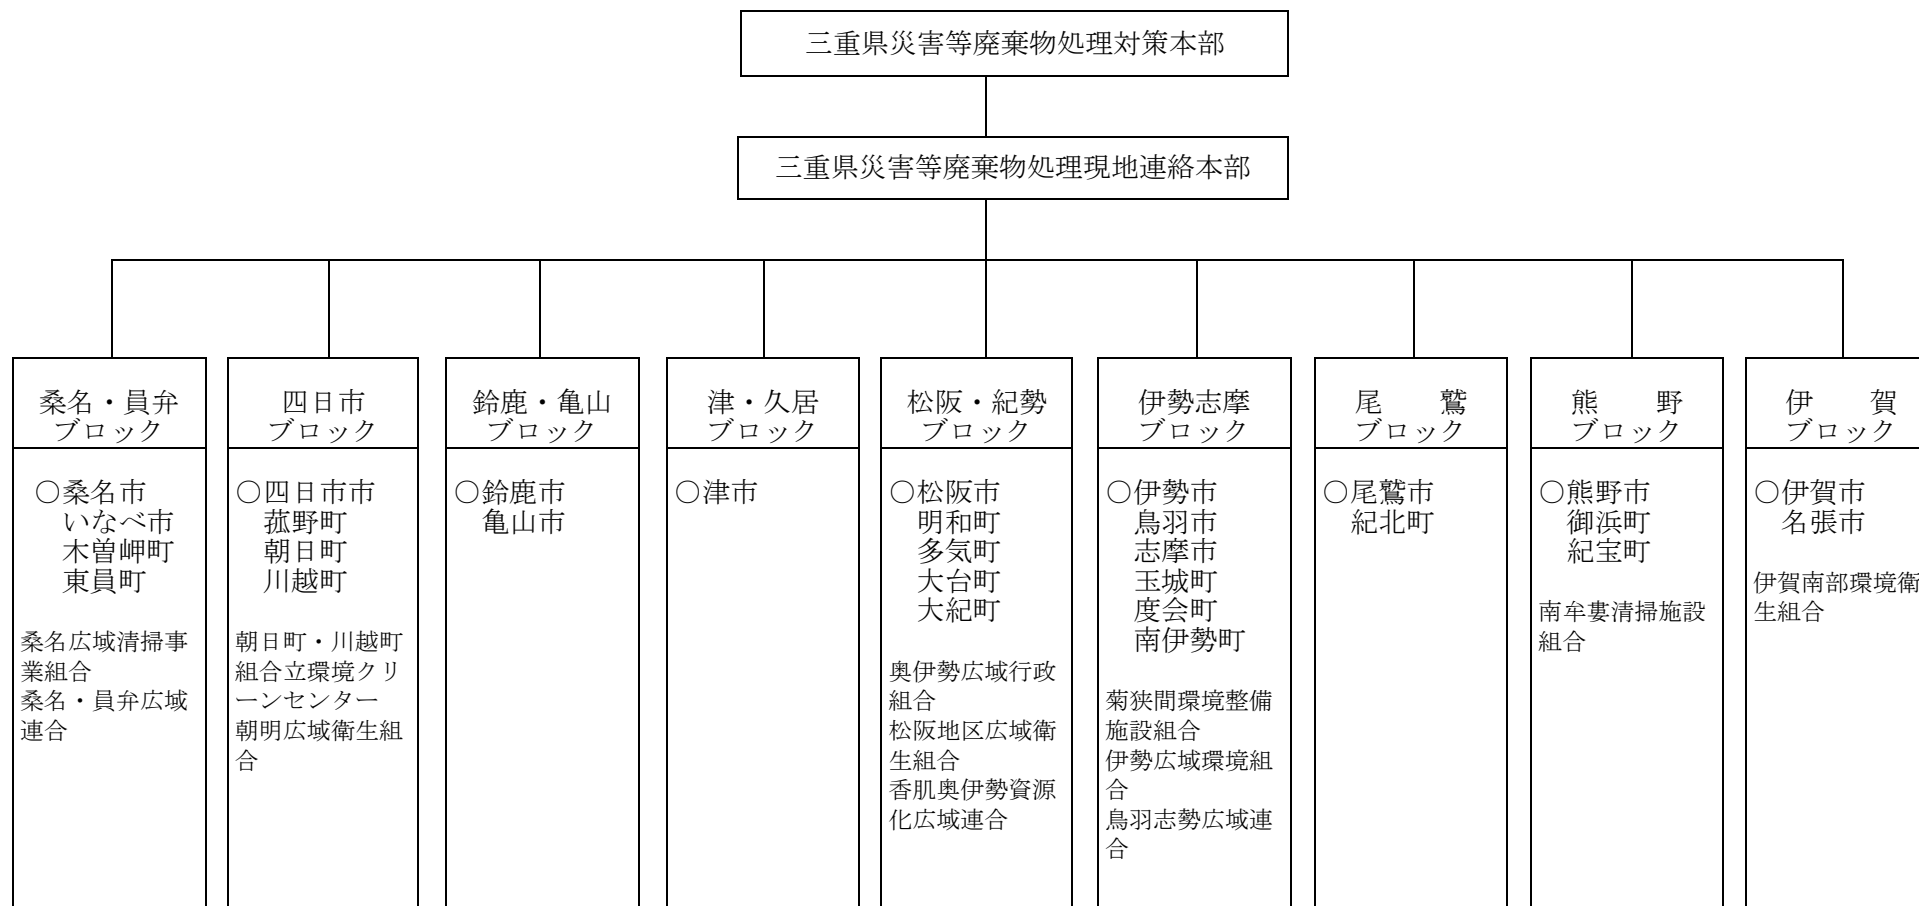 三重県災害等廃棄物処理対策本部
三重県災害等廃棄物処理現地連絡本部
桑名・員弁
ブロック
○桑名市
いなべ市
木曽岬町
東員町
桑名広域清掃事
業組合
桑名・員弁広域
連合
四日市
ブロック
○四日市市
菰野町
朝日町
川越町
朝日町・川越町
組合立環境クリ
ーンセンター
朝明広域衛生組
合
鈴鹿・亀山
ブロック
○鈴鹿市
亀山市
津・久居
ブロック
○津市
松阪・紀勢
ブロック
○松阪市
明和町
多気町
大台町
大紀町
奥伊勢広域行政
組合
松阪地区広域衛
生組合
香肌奥伊勢資源
化広域連合
伊勢志摩
ブロック
○伊勢市
鳥羽市
志摩市
玉城町
度会町
南伊勢町
菊狭間環境整備
施設組合
伊勢広域環境組
合
鳥羽志勢広域連
合
尾　　鷲
ブロック
○尾鷲市
紀北町
熊　　野
ブロック
○熊野市
御浜町
紀宝町
南牟婁清掃施設
組合
伊　　賀
ブロック
○伊賀市
名張市
伊賀南部環境衛
生組合